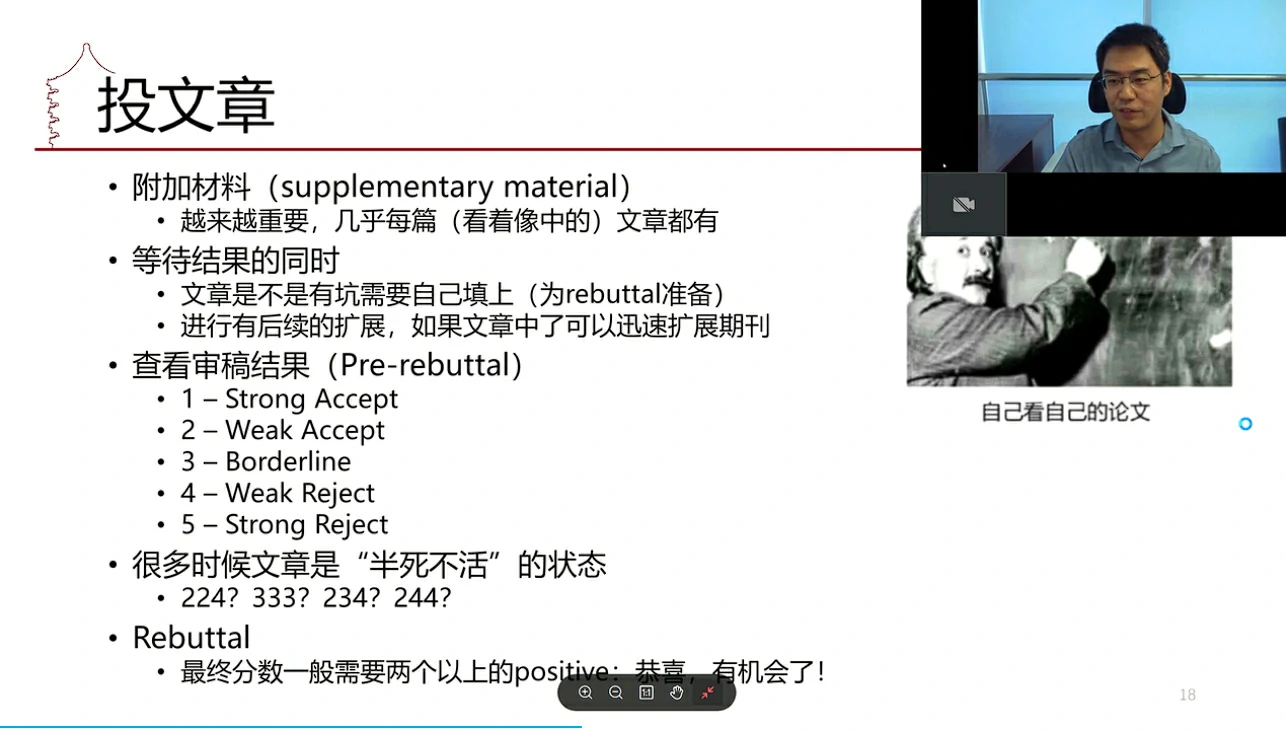 投文章
附加材料（supplementary material）
越来越重要，几乎每篇（看着像中的）文章都有
等待结果的同时
文章是不是有坑需要自己填上（为rebuttal准备）
进行有后续的扩展，如果文章中了可以迅速扩展期刊
查看审稿结果（Pre-rebuttal）
1 – Strong Accept
2 – Weak Accept
3 – Borderline
4 – Weak Reject
5 – Strong Reject
很多时候文章是“半死不活”的状态
224？333？234？244？
Rebuttal
最终分数一般需要两个以上的positive：恭喜，有机会了！
自己看自己的论文
1:1
18